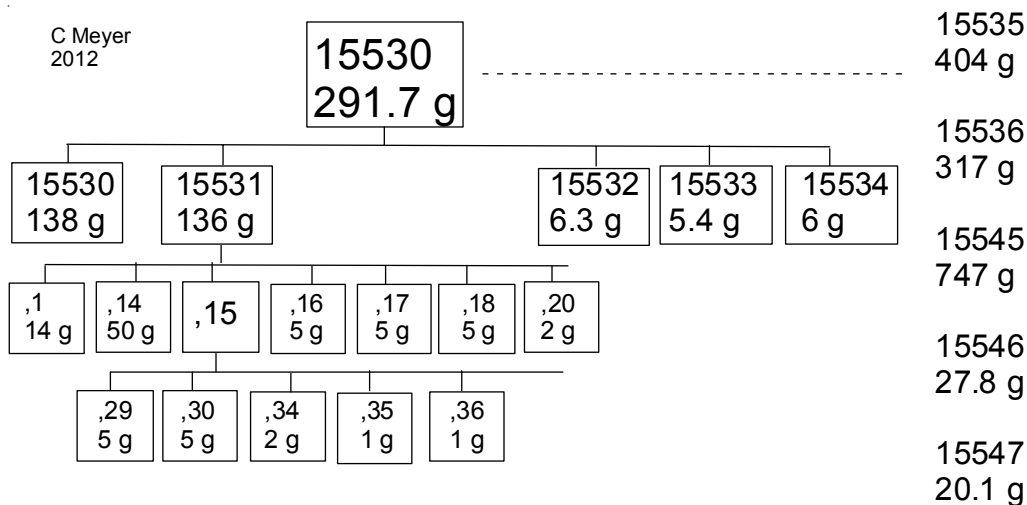 C Meyer
2012
15530
291.7 g
15530
138 g
15531
136 g
15532
6.3 g
15533
5.4 g
15534
6 g
,1
14 g
,14
50 g
,15
,16
5 g
,17
5 g
,18
5 g
,20
2 g
,29
5 g
,30
5 g
,34
2 g
,35
1 g
,36
1 g
15535
404 g
15536
317 g
15545
747 g
15546
27.8 g
15547
20.1 g